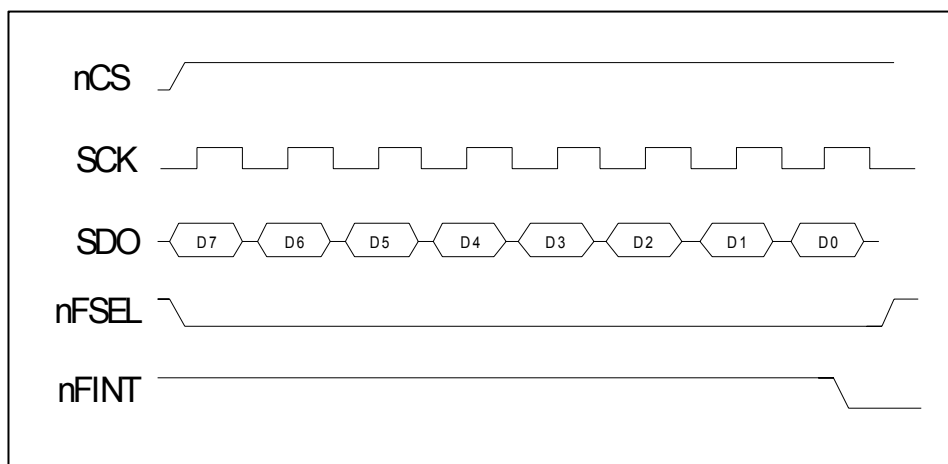 nCS
SCK
SDO D7 D6 D5 D4 D3 D2 D1 D0
nFSEL
nFINT